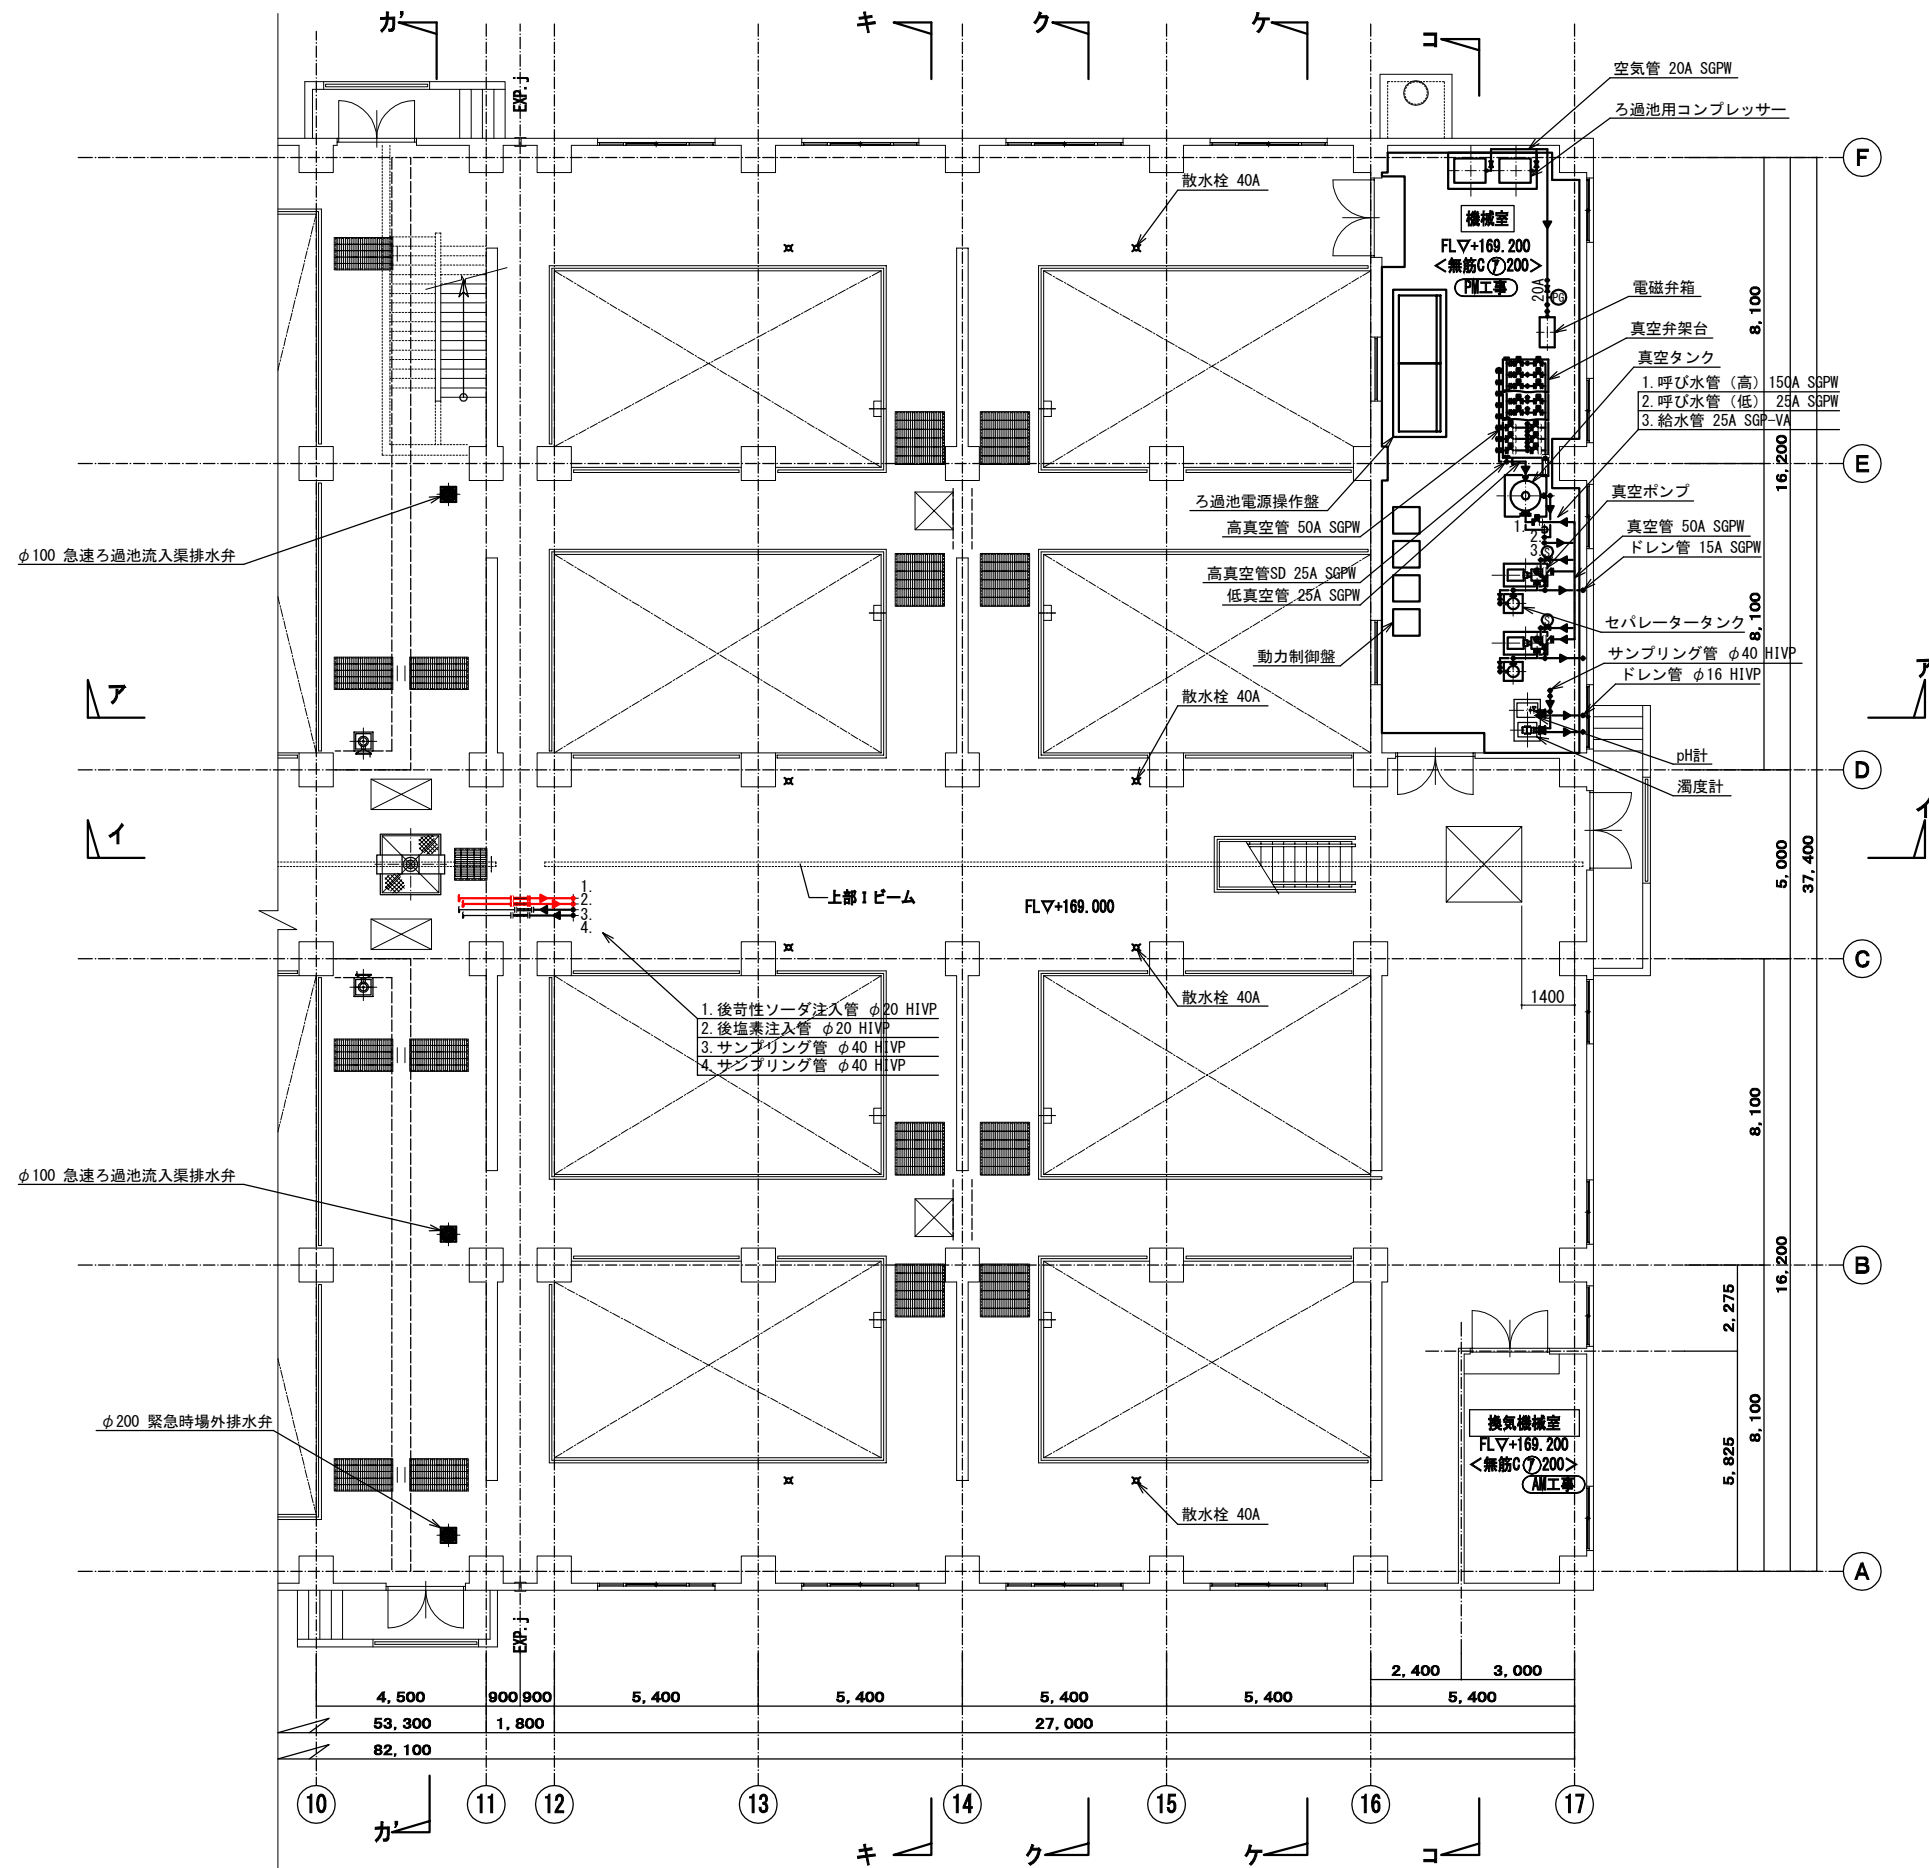 カ'
キ
ク
ケ
コ
EXP.j
空気管 20A SGPW
ろ過池用コンプレッサー
F
散水栓 40A
機械室
FL▽+169.200
<無筋C⑦200>
PM工事
20A
PG
電磁弁箱
真空弁架台
真空タンク
1.呼び水管（高）150A SGPW
2.呼び水管（低） 25A SGPW
3.給水管 25A SGP-VA
8,100
16,200
E
ろ過池電源操作盤
高真空管 50A SGPW
真空ポンプ
真空管 50A SGPW
ドレン管 15A SGPW
1.
2.
3.
S
φ100 急速ろ過池流入渠排水弁
高真空管SD 25A SGPW
低真空管 25A SGPW
8,100
セパレータータンク
S
動力制御盤
サンプリング管 φ40 HIVP
ドレン管 φ16 HIVP
ア
ア
散水栓 40A
pH計
濁度計
D
イ
イ
5,000
37,400
1.
2.
3.
4.
上部Iビーム
FL▽+169.000
C
1400
散水栓 40A
1.後苛性ソーダ注入管 φ20 HIVP
2.後塩素注入管 φ20 HIVP
3.サンプリング管 φ40 HIVP
4.サンプリング管 φ40 HIVP
8,100
φ100 急速ろ過池流入渠排水弁
16,200
B
2,275
φ200 緊急時場外排水弁
換気機械室
FL▽+169.200
<無筋C⑦200>
AM工事
8,100
5,825
散水栓 40A
A
EXP.j
2,400
3,000
4,500
900
900
5,400
5,400
5,400
5,400
5,400
53,300
1,800
27,000
82,100
10
11
12
13
14
15
16
17
カ'
キ
ク
ケ
コ